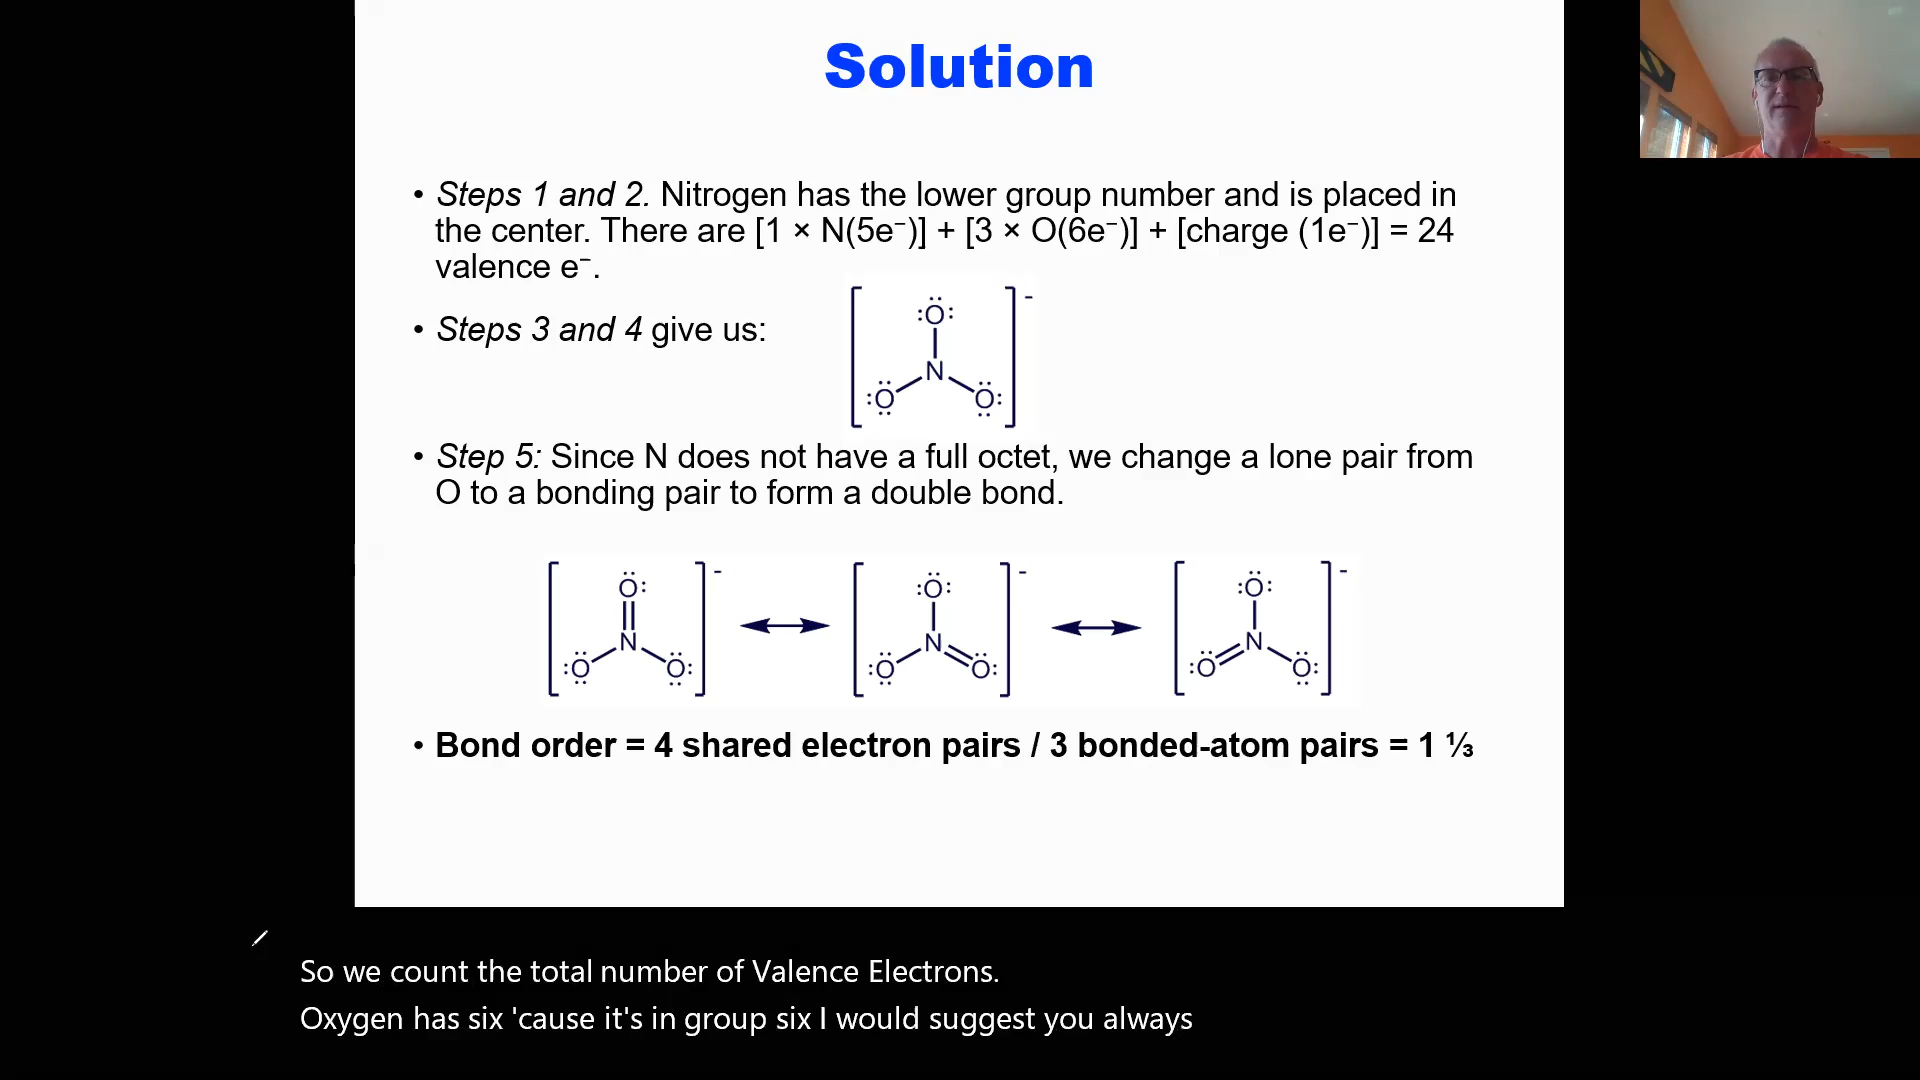 Solution
• Steps 1 and 2. Nitrogen has the lower group number and is placed in
the center. There are [1 × N(5e⁻)] + [3 × O(6e⁻)] + [charge (1e⁻)] = 24
valence e⁻.
• Steps 3 and 4 give us:
[ :Ö: ]⁻
N
:Ö: :Ö:
• Step 5: Since N does not have a full octet, we change a lone pair from
O to a bonding pair to form a double bond.
[ Ö: ]⁻ ↔ [ :Ö: ]⁻ ↔ [ :Ö: ]⁻
N N N
:Ö: :Ö: :Ö: Ö: :Ö :Ö:
• Bond order = 4 shared electron pairs / 3 bonded-atom pairs = 1 ⅓
So we count the total number of Valence Electrons.
Oxygen has six 'cause it's in group six I would suggest you always